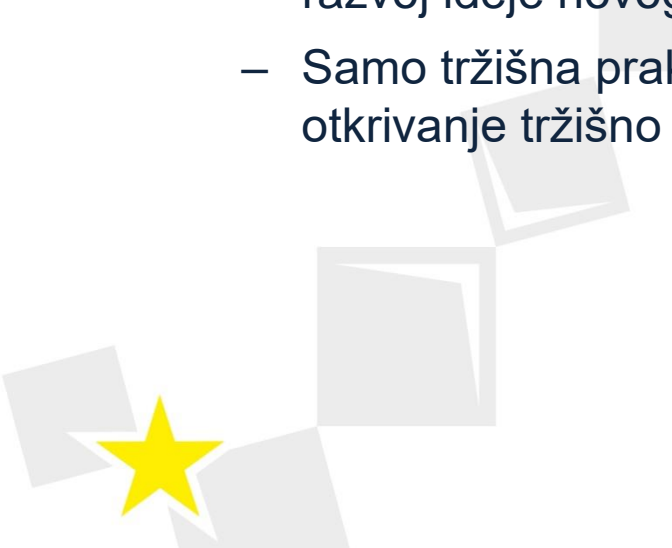 razvoj ideje
– Samo tržišna
otkrivanje tržišno